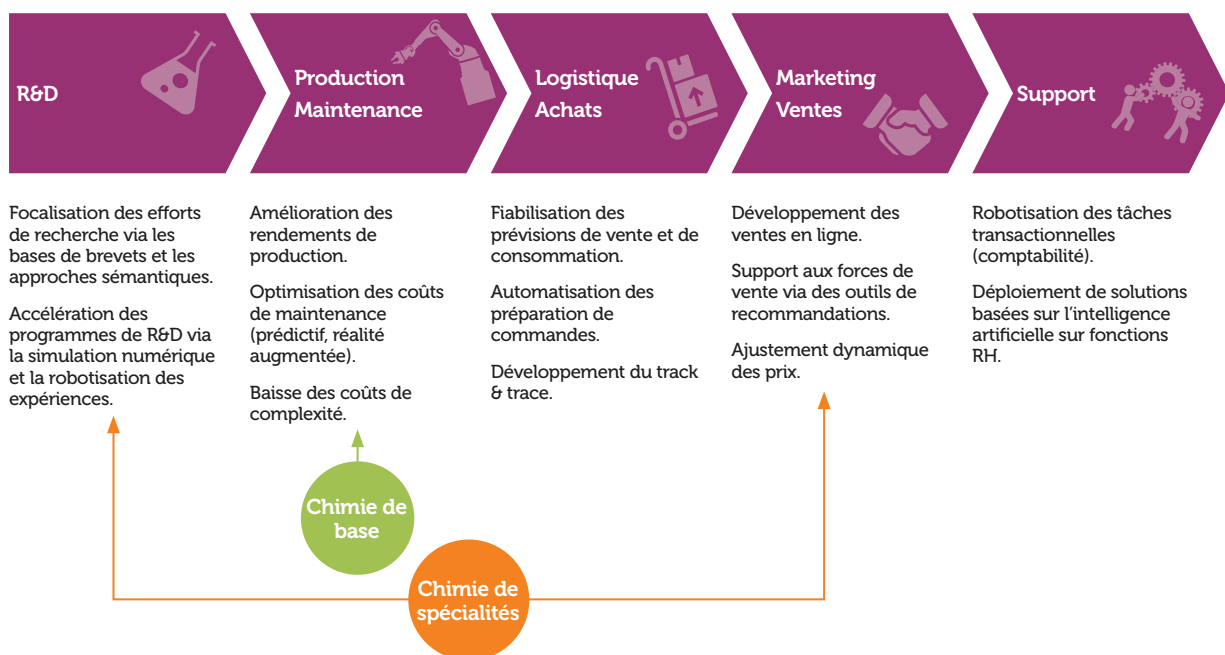 R&D
Production
Maintenance
Logistique
Achats
Marketing
Ventes
Support
Focalisation des efforts
de recherche via les
bases de brevets et les
approches sémantiques.
Accélération des
programmes de R&D via
la simulation numérique
et la robotisation des
expériences.
Amélioration des
rendements de
production.
Optimisation des coûts
de maintenance
(prédictif, réalité
augmentée).
Baisse des coûts de
complexité.
Fiabilisation des
prévisions de vente et de
consommation.
Automatisation des
préparation de
commandes.
Développement du track
& trace.
Développement des
ventes en ligne.
Support aux forces de
vente via des outils de
recommandations.
Ajustement dynamique
des prix.
Robotisation des tâches
transactionnelles
(comptabilité).
Déploiement de solutions
basées sur l’intelligence
artificielle sur fonctions
RH.
Chimie de
base
Chimie de
spécialités